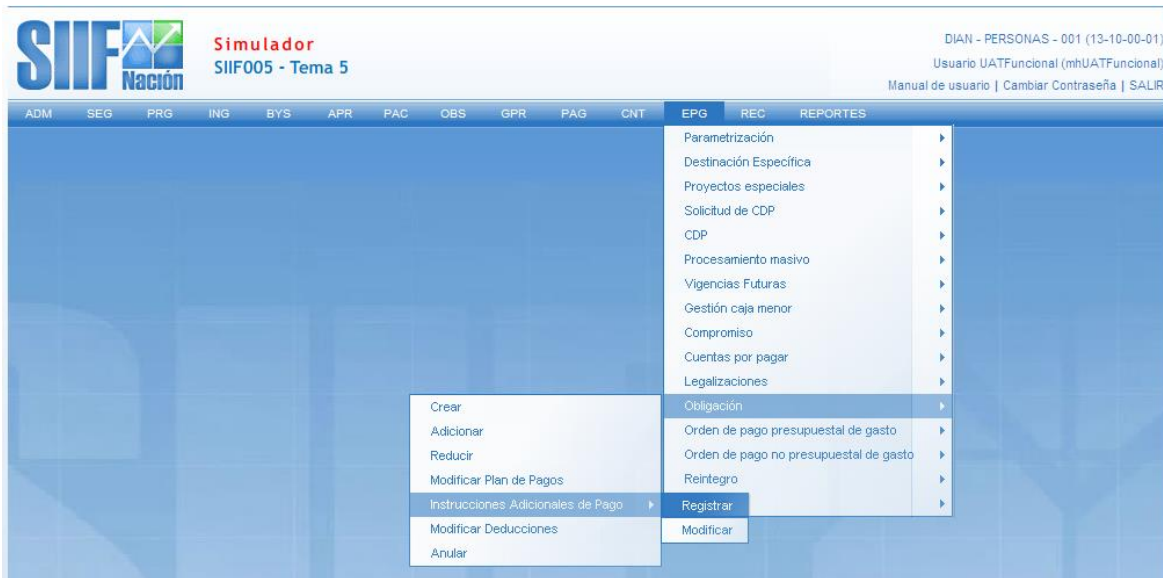 SIIF
Nación
Simulador
SIIF005 - Tema 5
DIAN - PERSONAS - 001 (13-10-00-01)
Usuario UATFuncional (mhUATFuncional)
Manual de usuario | Cambiar Contraseña | SALIR
ADM SEG PRG ING BYS APR PAC OBS GPR PAG CNT EPG REC REPORTES
Parametrización
Destinación Específica
Proyectos especiales
Solicitud de CDP
CDP
Procesamiento masivo
Vigencias Futuras
Gestión caja menor
Compromiso
Cuentas por pagar
Legalizaciones
Obligación
Orden de pago presupuestal de gasto
Orden de pago no presupuestal de gasto
Reintegro
Crear
Adicionar
Reducir
Modificar Plan de Pagos
Instrucciones Adicionales de Pago
Modificar Deducciones
Anular
Registrar
Modificar